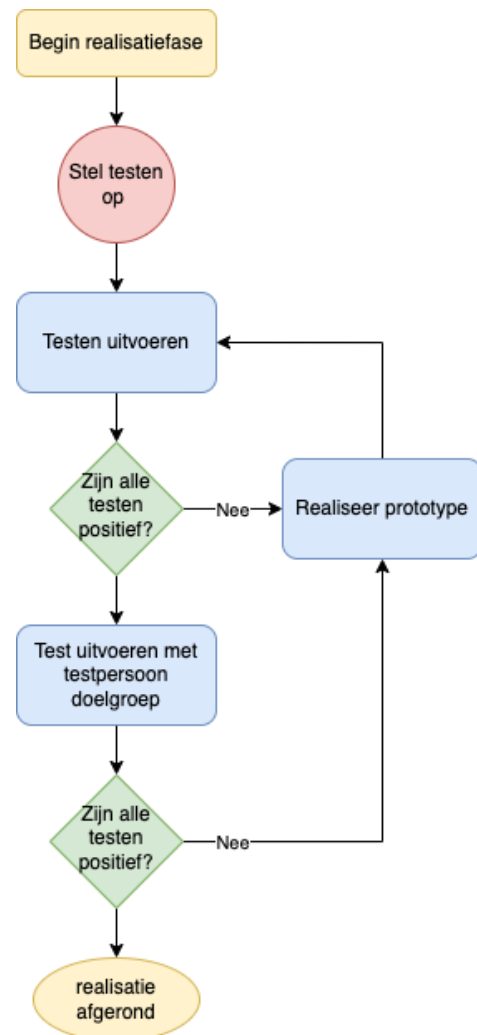 Begin realisatiefase
Stel testen
op
Testen uitvoeren
Zijn alle
testen
positief?
Nee
Realiseer prototype
Test uitvoeren met
testpersoon
doelgroep
Zijn alle
testen
positief?
Nee
realisatie
afgerond